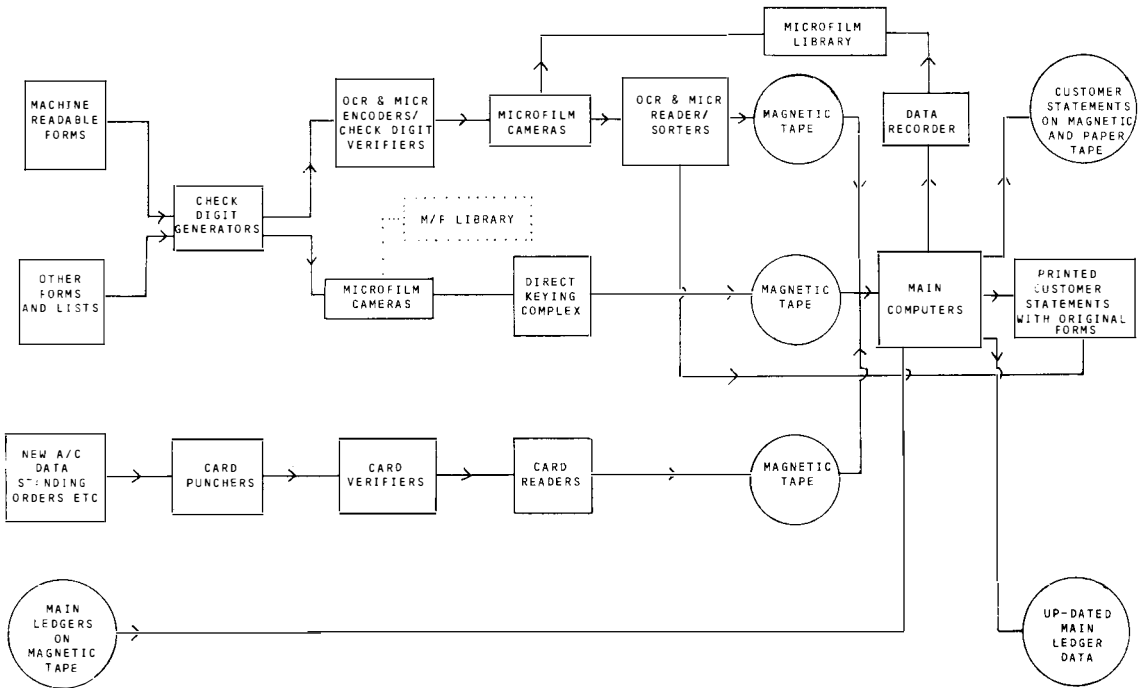 MICROFILM
LIBRARY
MACHINE
READABLE
FORMS
OCR & MICR
ENCODERS/
CHECK DIGIT
VERIFIERS
MICROFILM
CAMERAS
OCR & MICR
READER/
SORTERS
MAGNETIC
TAPE
DATA
RECORDER
CUSTOMER
STATEMENTS
ON MAGNETIC
AND PAPER
TAPE
CHECK
DIGIT
GENERATORS
M/F LIBRARY
OTHER
FORMS
AND LISTS
MICROFILM
CAMERAS
DIRECT
KEYING
COMPLEX
MAGNETIC
TAPE
MAIN
COMPUTERS
PRINTED
CUSTOMER
STATEMENTS
WITH ORIGINAL
FORMS
NEW A/C
DATA
ORDERS ETC
CARD
PUNCHERS
CARD
VERIFIERS
CARD
READERS
MAGNETIC
TAPE
MAIN
LEDGERS
ON
MAGNETIC
TAPE
UP-DATED
MAIN
LEDGER
DATA